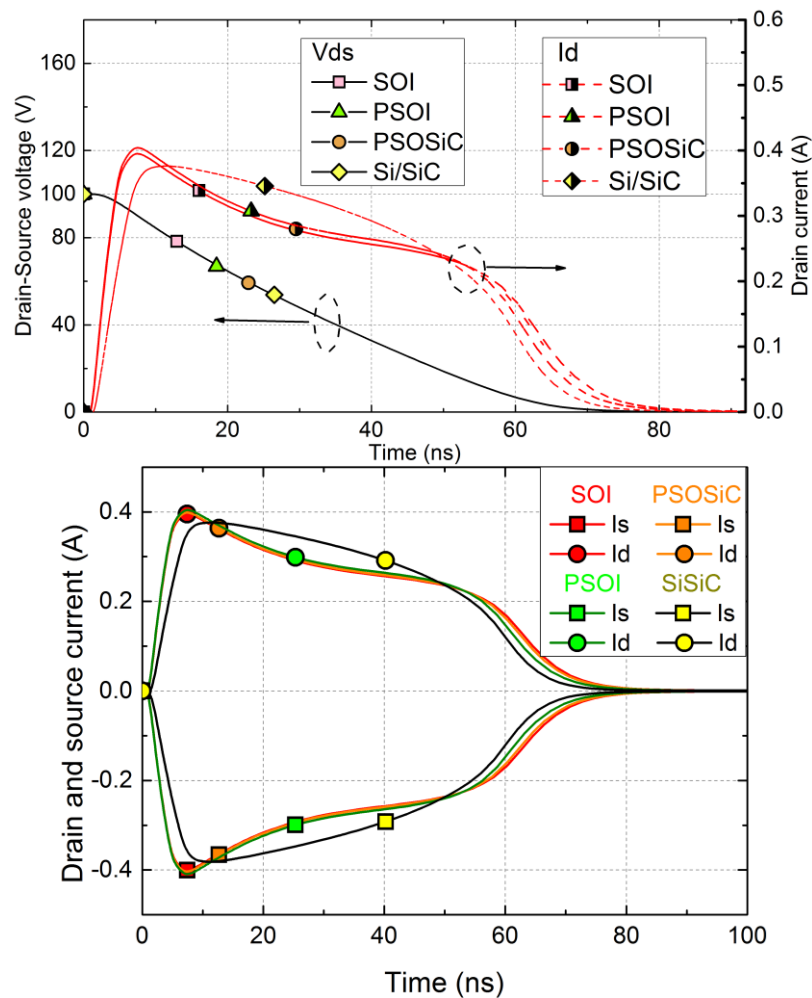 Vds
SOI
PSOI
PSOSiC
Si/SiC
Id
SOI
PSOI
PSOSiC
Si/SiC
160
120
100
80
40
0
Drain-Source voltage (V)
0.6
0.5
0.4
0.3
0.2
0.1
0.0
Drain current (A)
0
20
40
60
80
Time (ns)
SOI
Is
Id
PSOSiC
Is
Id
PSOI
Is
Id
SiSiC
Is
Id
0.4
0.2
0.0
-0.2
-0.4
Drain and source current (A)
0
20
40
60
80
100
Time (ns)